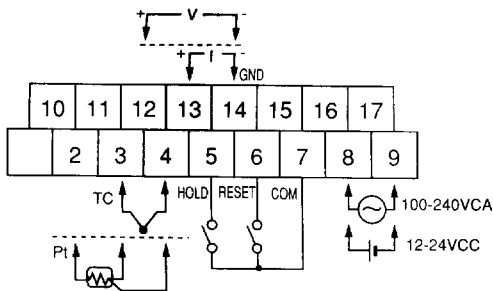 + V -
+ I -
GND
10 11 12 13 14 15 16 17
2 3 4 5 6 7 8 9
TC HOLD RESET COM
100-240VCA
Pt
12-24VCC